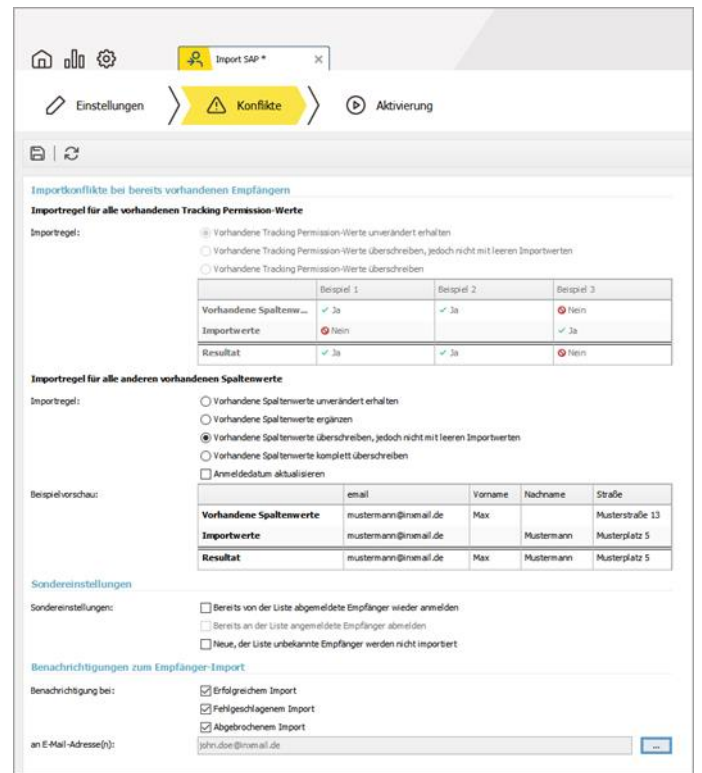 Import SAP *
Einstellungen
Konflikte
Aktivierung
Importkonflikte bei bereits vorhandenen Empfängern
Importregel für alle vorhandenen Tracking Permission-Werte
Importregel: Vorhandene Tracking Permission-Werte unverändert erhalten
Vorhandene Tracking Permission-Werte überschreiben, jedoch nicht mit leeren Importwerten
Vorhandene Tracking Permission-Werte überschreiben
Beispiel 1 Beispiel 2 Beispiel 3
Vorhandene Spaltenw... Ja Ja Nein
Importwerte Nein Ja
Resultat Ja Ja Nein
Importregel für alle anderen vorhandenen Spaltenwerte
Importregel: Vorhandene Spaltenwerte unverändert erhalten
Vorhandene Spaltenwerte ergänzen
Vorhandene Spaltenwerte überschreiben, jedoch nicht mit leeren Importwerten
Vorhandene Spaltenwerte komplett überschreiben
Anmeldedatum aktualisieren
Beispielvorschau: email Vorname Nachname Straße
Vorhandene Spaltenwerte mustermann@inxmail.de Max Musterstraße 13
Importwerte mustermann@inxmail.de Mustermann Musterplatz 5
Resultat mustermann@inxmail.de Max Mustermann Musterplatz 5
Sondereinstellungen
Sondereinstellungen: Bereits von der Liste abgemeldete Empfänger wieder anmelden
Bereits an der Liste angemeldete Empfänger abmelden
Neue, der Liste unbekannte Empfänger werden nicht importiert
Benachrichtigungen zum Empfänger-Import
Benachrichtigung bei: Erfolgreichem Import
Fehlgeschlagenem Import
Abgebrochenem Import
an E-Mail-Adresse(n): john.doe@inxmail.de ...